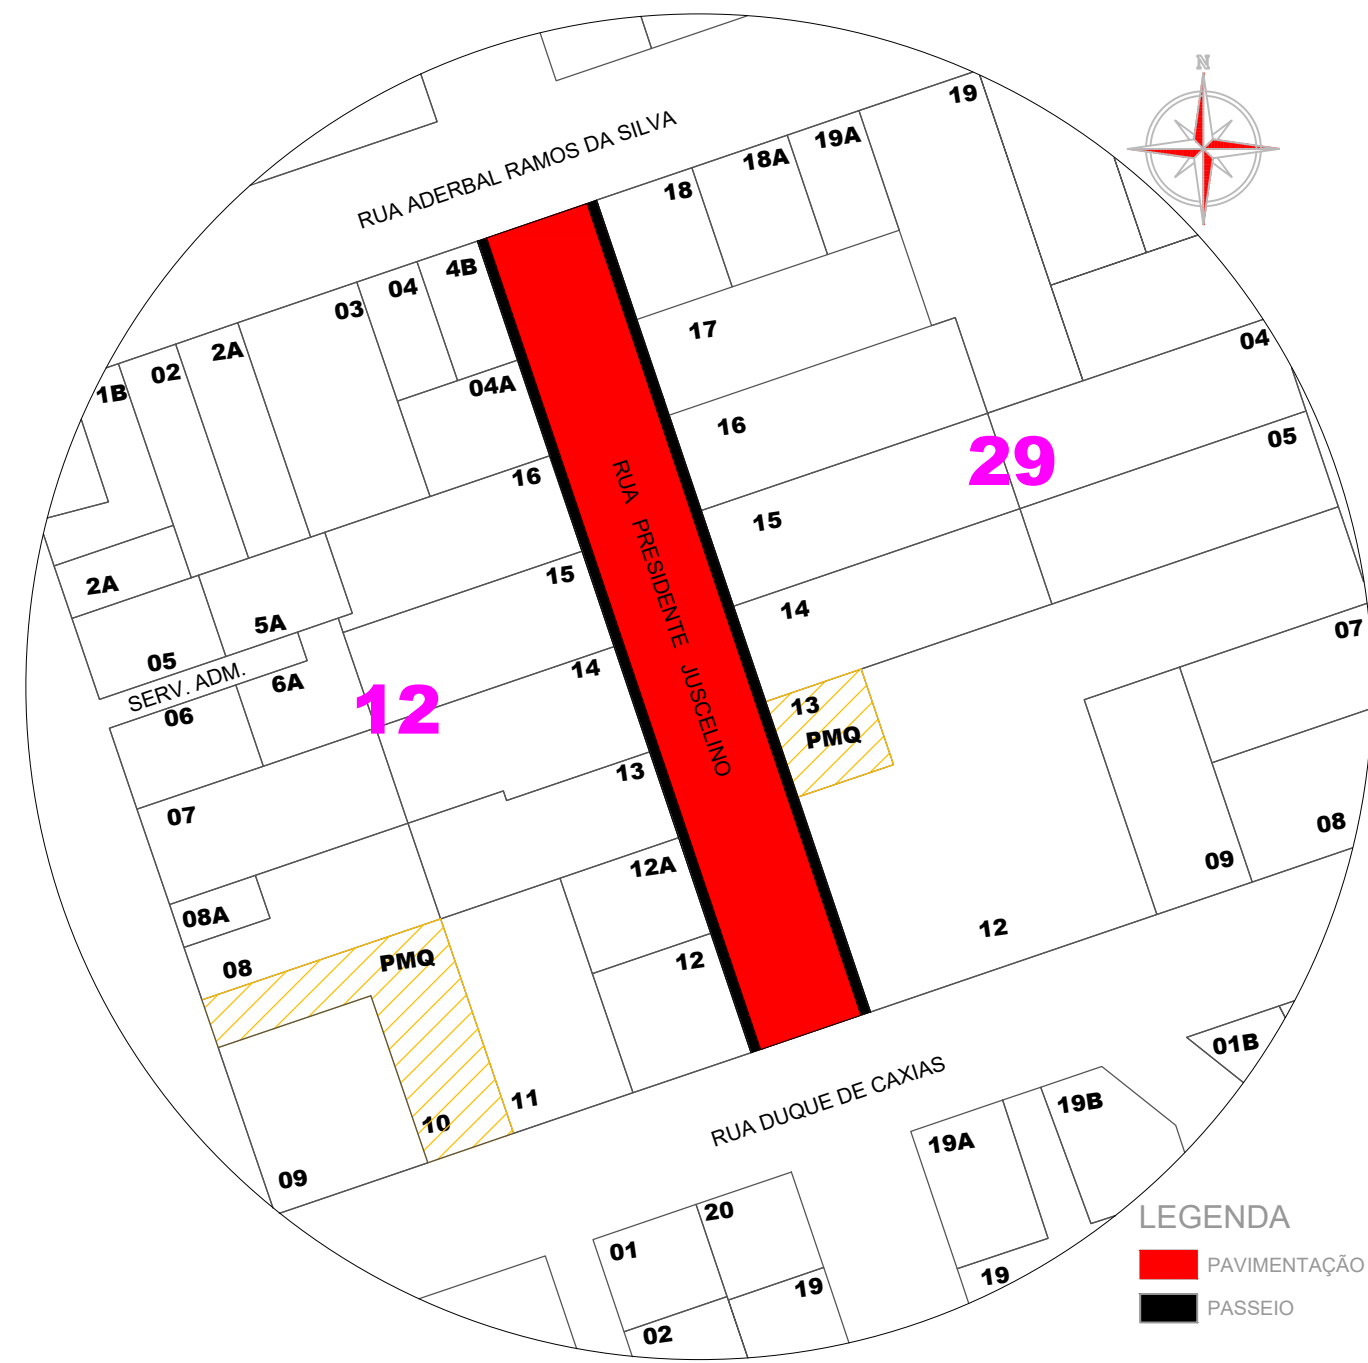 N
RUA ADERBAL RAMOS DA SILVA
19
19A
18A
18
4B
04
03
2A
02
1B
17
04A
16
16
04
05
29
15
15
14
14
2A
5A
05
SERV. ADM.
6A
06
12
RUA PRESIDENTE JUSCELINO
13
PMQ
07
13
07
08
09
12A
12
12
08A
08
PMQ
10
11
09
RUA DUQUE DE CAXIAS
01B
19B
19A
19
20
01
19
02
LEGENDA
PAVIMENTAÇÃO
PASSEIO